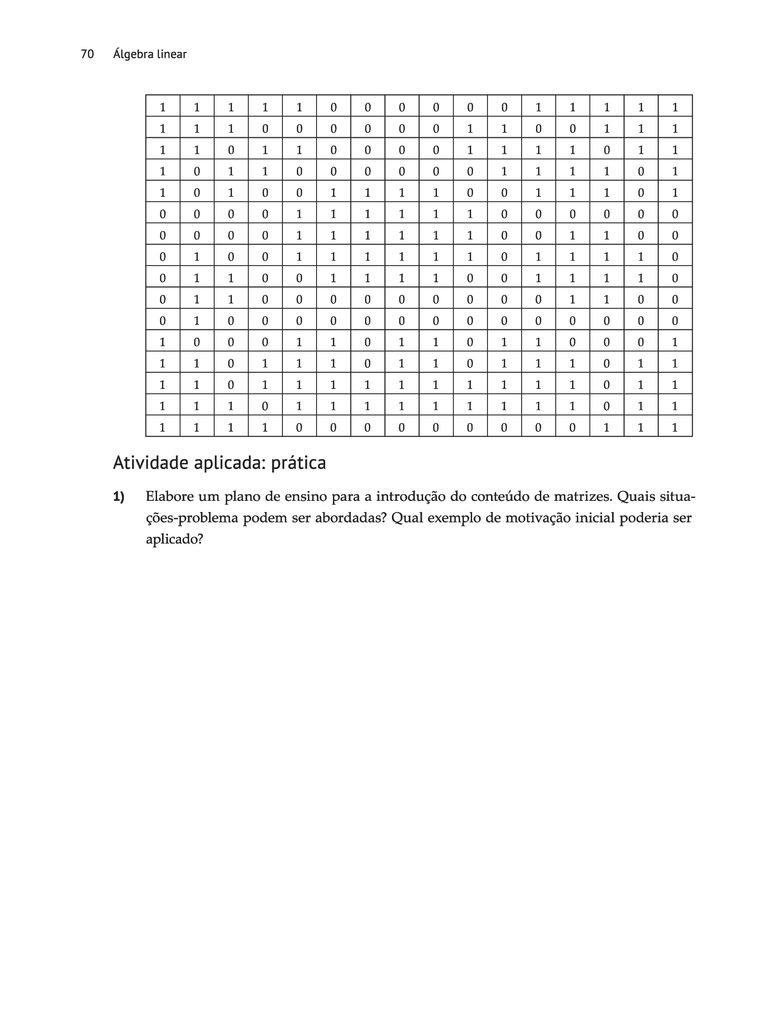 70 Álgebra linear
1 1 1 1 1 0 0 0 0 0 0 1 1 1 1 1
1 1 1 0 0 0 0 0 0 1 1 0 0 1 1 1
1 1 0 1 1 0 0 0 0 1 1 1 1 0 1 1
1 0 1 1 0 0 0 0 0 0 1 1 1 1 0 1
1 0 1 0 0 1 1 1 1 0 0 1 1 1 0 1
0 0 0 0 1 1 1 1 1 1 0 0 0 0 0 0
0 0 0 0 1 1 1 1 1 1 0 0 1 1 0 0
0 1 0 0 1 1 1 1 1 1 0 1 1 1 1 0
0 1 1 0 0 1 1 1 1 0 0 1 1 1 1 0
0 1 1 0 0 0 0 0 0 0 0 0 1 1 0 0
0 1 0 0 0 0 0 0 0 0 0 0 0 0 0 0
1 0 0 0 1 1 0 1 1 0 1 1 0 0 0 1
1 1 0 1 1 1 0 1 1 0 1 1 1 0 1 1
1 1 0 1 1 1 1 1 1 1 1 1 1 0 1 1
1 1 1 0 1 1 1 1 1 1 1 1 1 0 1 1
1 1 1 1 0 0 0 0 0 0 0 0 0 1 1 1
Atividade aplicada: prática
1) Elabore um plano de ensino para a introdução do conteúdo de matrizes. Quais situa-
ções-problema podem ser abordadas? Qual exemplo de motivação inicial poderia ser
aplicado?